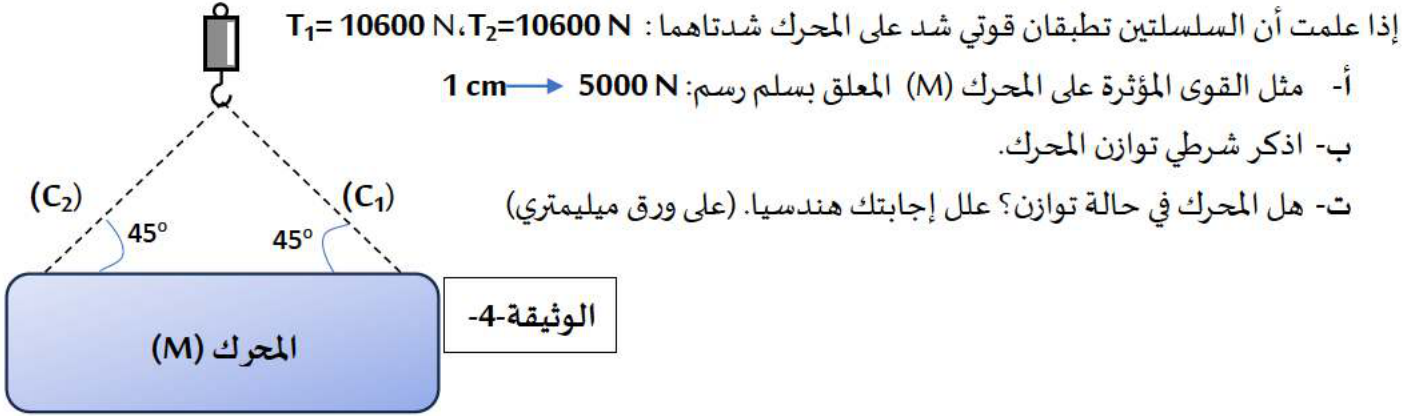 إذا علمت أن السلسلتين تطبقان قوتي شد على المحرك شدتاهما : T₁= 10600 N،T₂=10600 N
أ- مثل القوى المؤثرة على المحرك (M) المعلق بسلم رسم: 1 cm → 5000 N
ب- اذكر شرطي توازن المحرك.
ت- هل المحرك في حالة توازن؟ علل إجابتك هندسيا. (على ورق ميليمتري)
(C₂) (C₁)
45° 45°
الوثيقة-4-
المحرك (M)